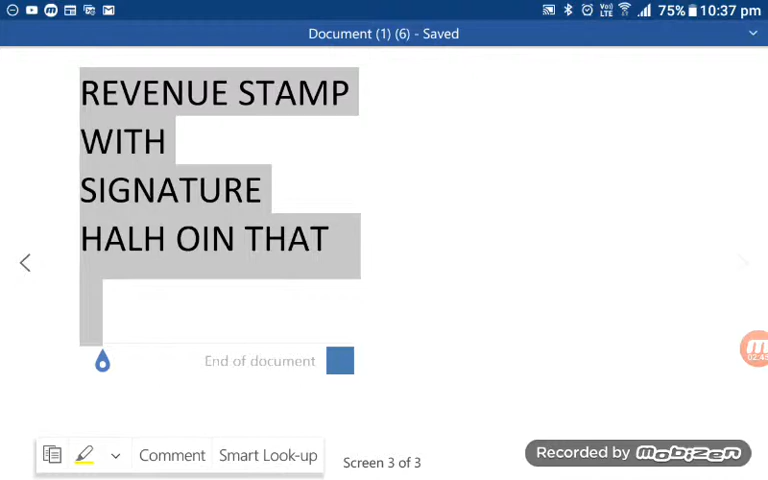 75% 10:37 pm
Document (1) (6) - Saved
REVENUE STAMP
WITH
SIGNATURE
HALH OIN THAT
End of document
Comment Smart Look-up
Screen 3 of 3
Recorded by mobizen